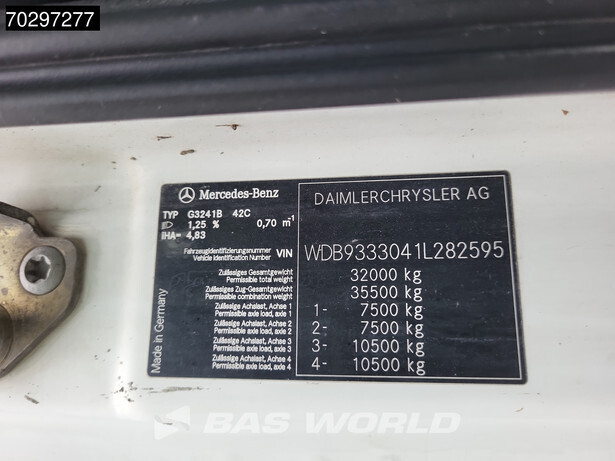 70297277
Mercedes-Benz
TYP G3241B 42C
1,25 % 0,70 m⁻¹
IHA= 4,83
Fahrzeugidentifizierungsnummer
Vehicle Identification Number VIN
Zulässiges Gesamtgewicht
Permissible total weight
Zulässiges Zug-Gesamtgewicht
Permissible combination weight
Zulässige Achslast, Achse 1
Permissible axle load, axle 1
Zulässige Achslast, Achse 2
Permissible axle load, axle 2
Zulässige Achslast, Achse 3
Permissible axle load, axle 3
Zulässige Achslast, Achse 4
Permissible axle load, axle 4
Made in Germany
DAIMLERCHRYSLER AG
WDB9333041L282595
32000 kg
35500 kg
1- 7500 kg
2- 7500 kg
3- 10500 kg
4- 10500 kg
BAS WORLD